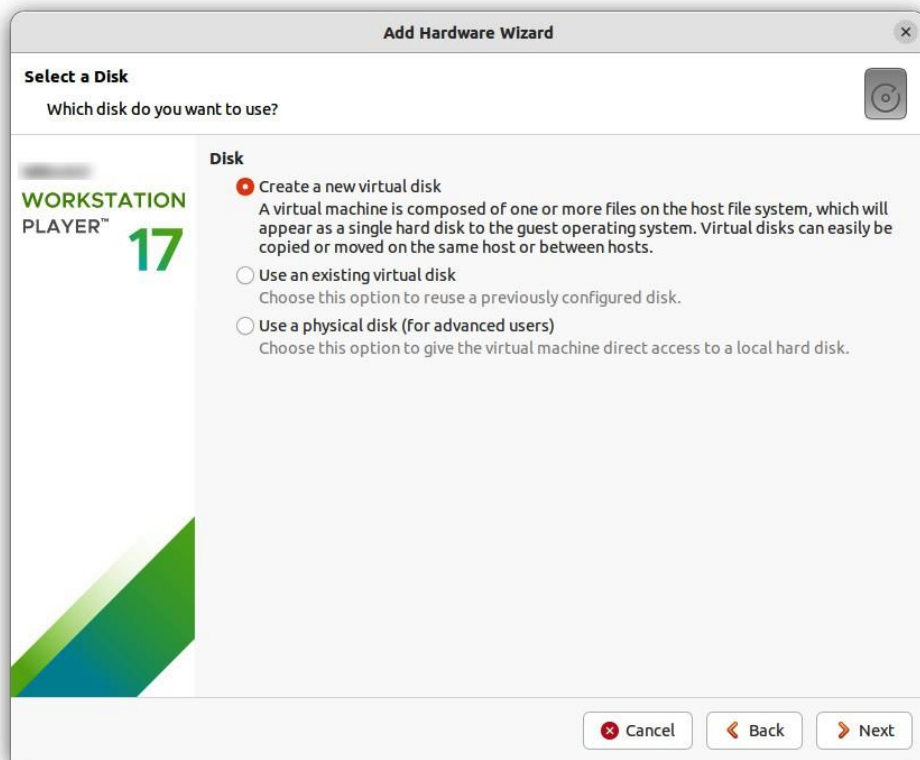 Add Hardware Wizard
Select a Disk
Which disk do you want to use?
WORKSTATION
PLAYER™
17
Disk
Create a new virtual disk
A virtual machine is composed of one or more files on the host file system, which will
appear as a single hard disk to the guest operating system. Virtual disks can easily be
copied or moved on the same host or between hosts.
Use an existing virtual disk
Choose this option to reuse a previously configured disk.
Use a physical disk (for advanced users)
Choose this option to give the virtual machine direct access to a local hard disk.
Cancel
Back
Next